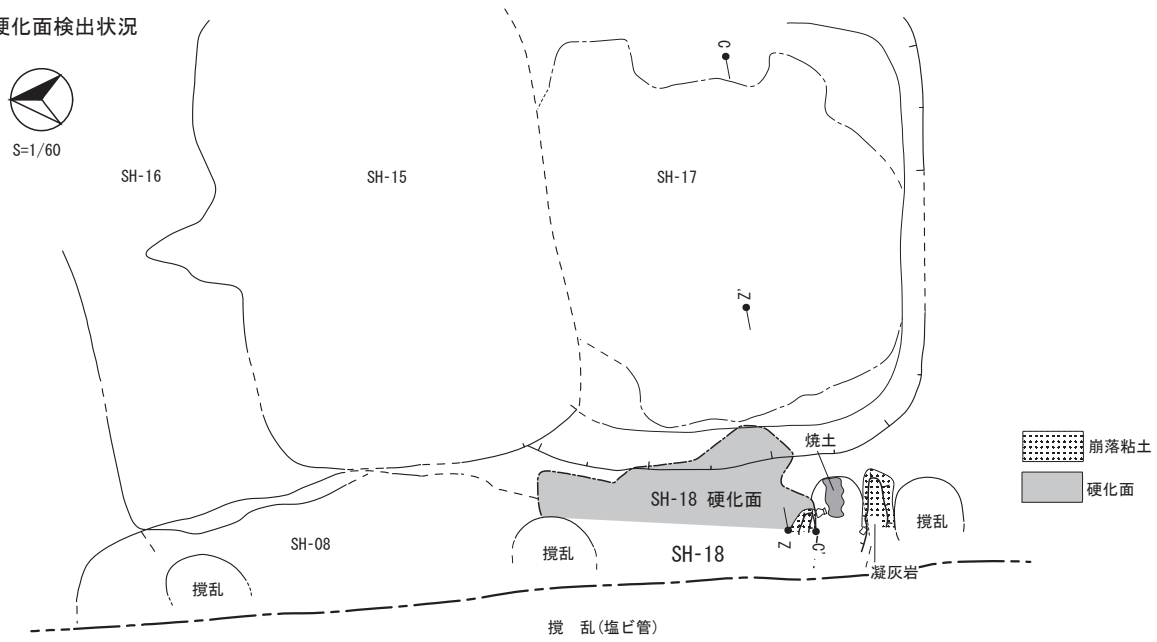 硬化面検出状況
S=1/60
C
SH-16
SH-15
SH-17
Z'
焼土
崩落粘土
硬化面
SH-18 硬化面
撹乱
SH-08
撹乱
SH-18
Z
C'
凝灰岩
撹乱
撹 乱(塩ビ管)